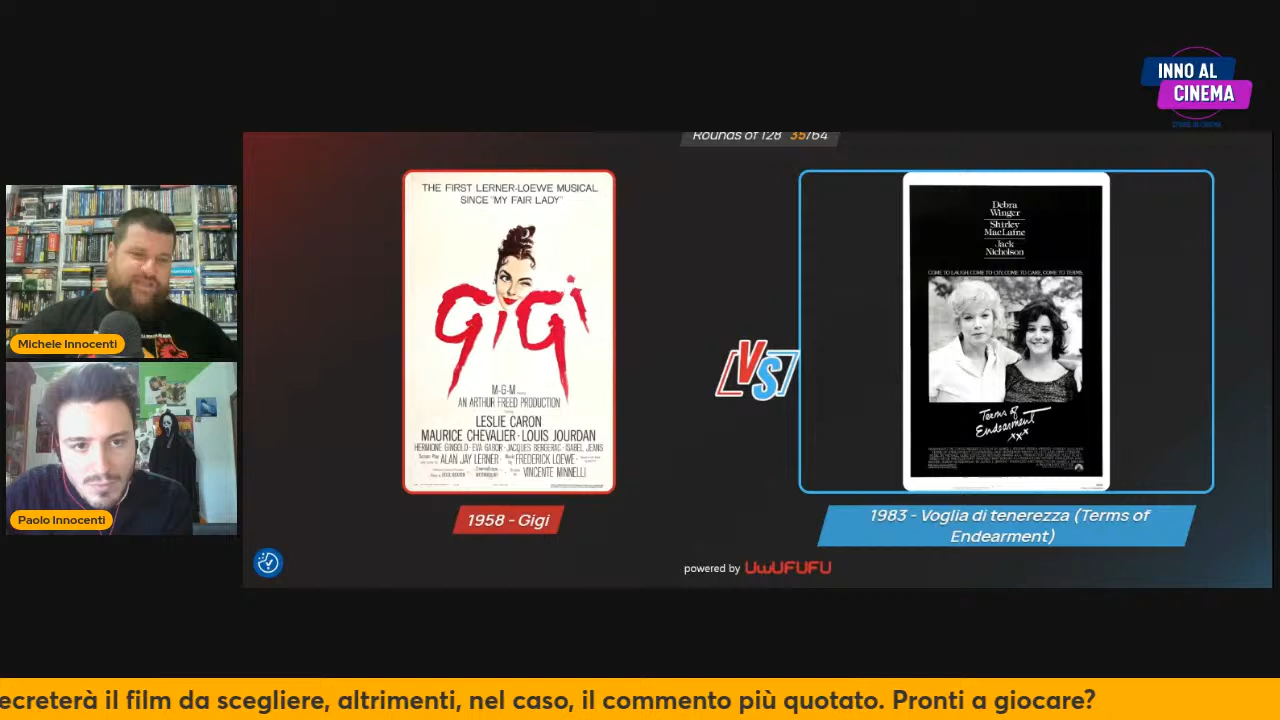 INNO AL
CINEMA
Rounds of 128 35/64
THE FIRST LERNER-LOEWE MUSICAL
SINCE "MY FAIR LADY"
GiGi
M-G-M
AN ARTHUR FREED PRODUCTION
LESLIE CARON
MAURICE CHEVALIER · LOUIS JOURDAN
HERMIONE GINGOLD · EVA GABOR · JACQUES BERGERAC · ISABEL JEANS
ALAN JAY LERNER
FREDERICK LOEWE
VINCENTE MINNELLI
1958 - Gigi
VS
Debra
Winger
Shirley
MacLaine
Jack
Nicholson
COME TO LAUGH, COME TO CRY, COME TO CARE, COME TO TERMS.
Terms of
Endearment
1983 - Voglia di tenerezza (Terms of
Endearment)
powered by UwUFUFU
Michele Innocenti
Paolo Innocenti
ecreterà il film da scegliere, altrimenti, nel caso, il commento più quotato. Pronti a giocare?